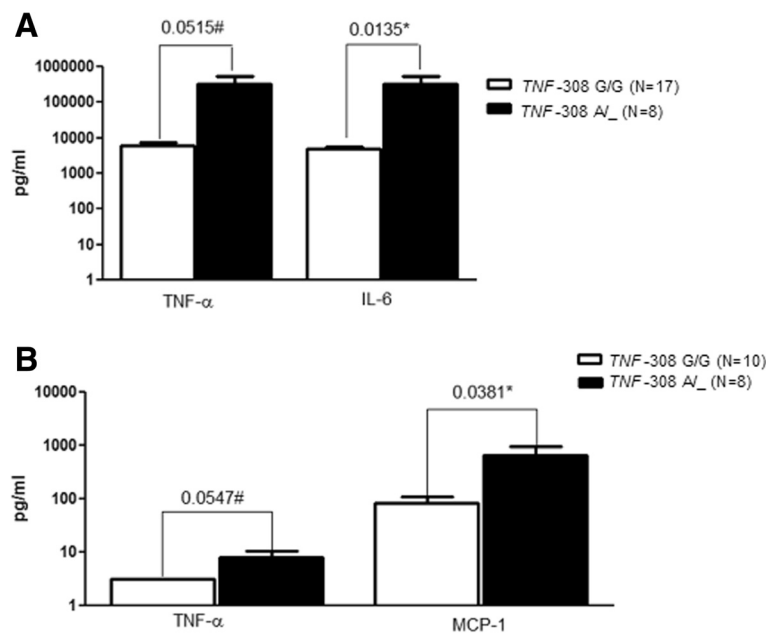 A
0.0515#
0.0135*
1000000
100000
10000
1000
100
10
1
pg/ml
TNF-α
IL-6
TNF-308 G/G (N=17)
TNF-308 A/_ (N=8)
B
TNF-308 G/G (N=10)
TNF-308 A/_ (N=8)
0.0381*
0.0547#
10000
1000
100
10
1
pg/ml
TNF-α
MCP-1